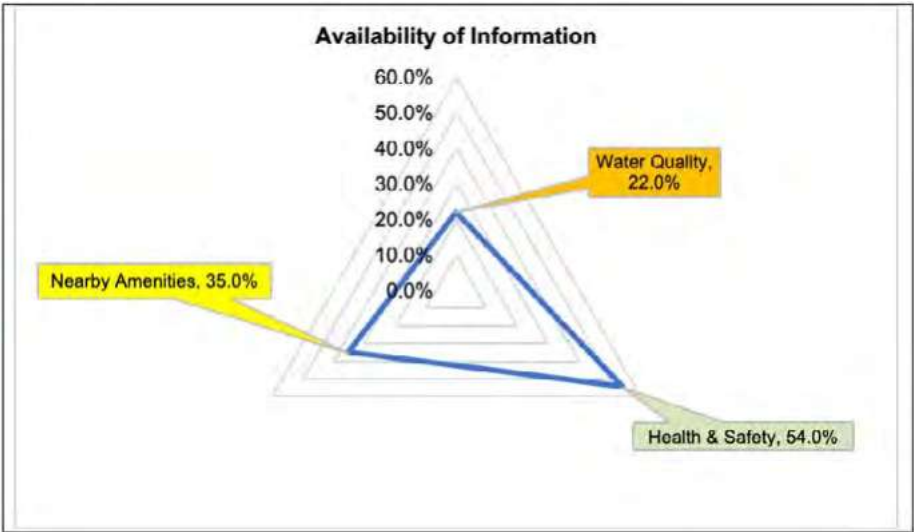 Availability of Information
60.0%
50.0%
40.0%
30.0%
20.0%
10.0%
0.0%
Water Quality,
22.0%
Nearby Amenities, 35.0%
Health & Safety, 54.0%